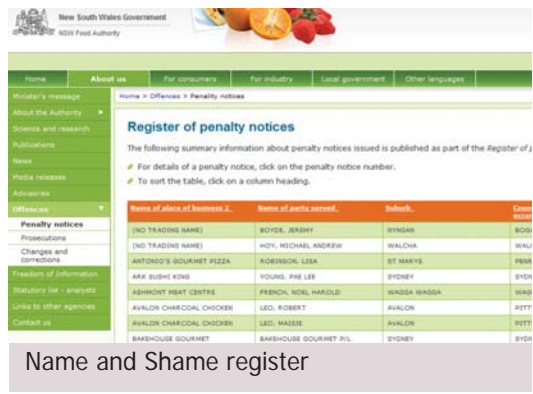 New South Wales Government
NSW Food Authority
Home About us For consumers For industry Local government Other languages
Minister's message
About the Authority
Science and research
Publications
News
Media releases
Advisories
Offences
Penalty notices
Prosecutions
Changes and
corrections
Freedom of Information
Statutory list - analysts
Links to other agencies
Contact us
Home > Offences > Penality notices
Register of penalty notices
The following summary information about penalty notices issued is published as part of the Register of
For details of a penalty notice, click on the penalty notice number.
To sort the table, click on a column heading.
Name of place of business Name of party served Suburb
(NO TRADING NAME) BOYDE, JEREMY NYNGAN
(NO TRADING NAME) HOY, MICHAEL ANDREW WALCHA
ANTONIO'S GOURMET PIZZA ROBINSON, LISA ST MARYS
ARK SUSHI KING YOUNG, PAE LEE SYDNEY
ASHMONT MEAT CENTRE FRENCH, NOEL HAROLD WAGGA WAGGA
AVALON CHARCOAL CHICKEN LEO, ROBERT AVALON
AVALON CHARCOAL CHICKEN LEO, MAISIE AVALON
BAKEHOUSE GOURMET BAKEHOUSE GOURMET P/L SYDNEY
Name and Shame register